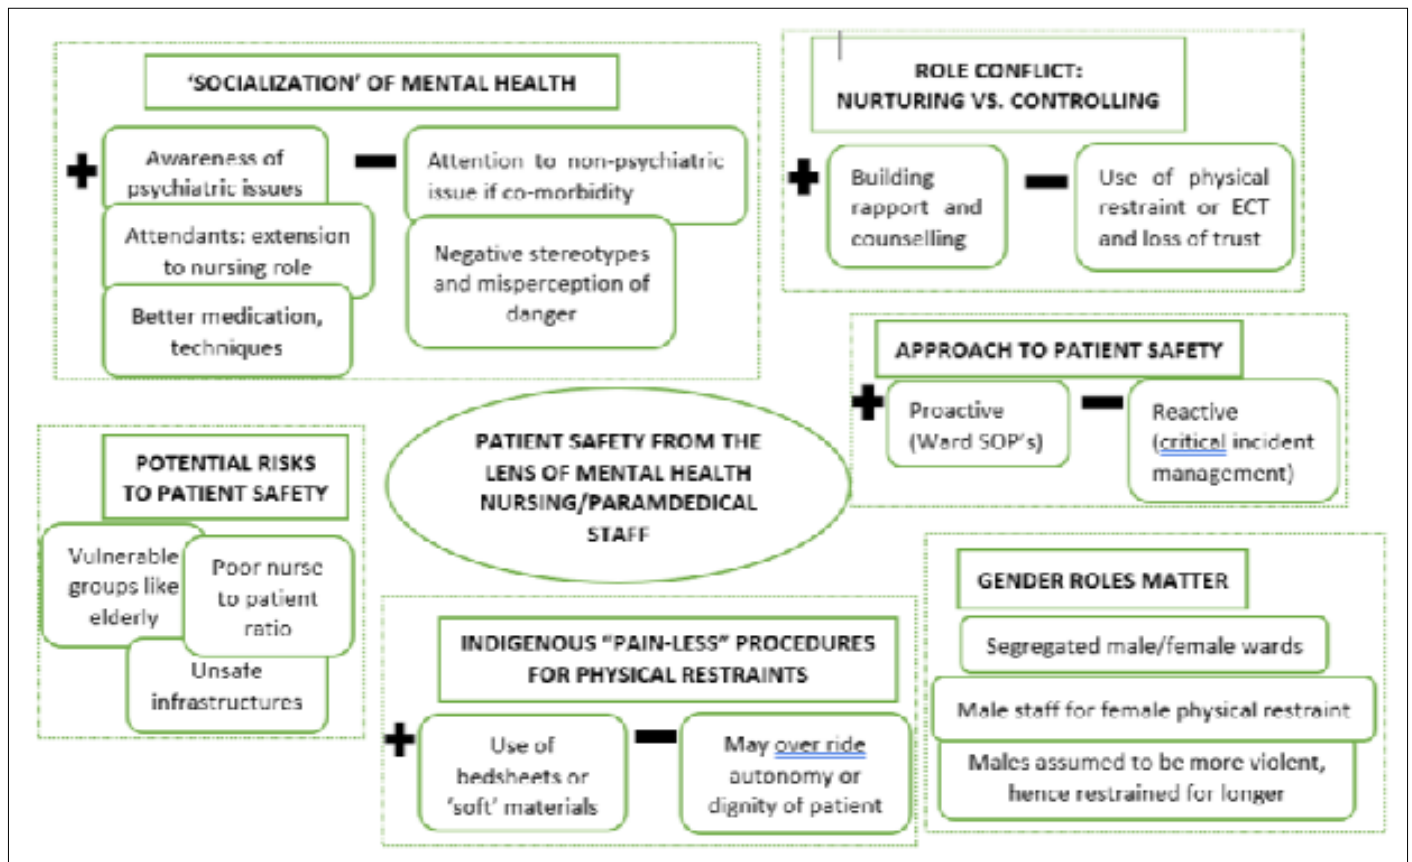 ‘SOCIALIZATION’ OF MENTAL HEALTH
+
Awareness of
psychiatric issues
Attendants: extension
to nursing role
Better medication,
techniques
–
Attention to non-psychiatric
issue if co-morbidity
Negative stereotypes
and misperception of
danger
ROLE CONFLICT:
NURTURING VS. CONTROLLING
+
Building
rapport and
counselling
–
Use of physical
restraint or ECT
and loss of trust
APPROACH TO PATIENT SAFETY
+
Proactive
(Ward SOP's)
–
Reactive
(critical incident
management)
POTENTIAL RISKS
TO PATIENT SAFETY
Vulnerable
groups like
elderly
Poor nurse
to patient
ratio
Unsafe
infrastructures
PATIENT SAFETY FROM THE
LENS OF MENTAL HEALTH
NURSING/PARAMDEDICAL
STAFF
INDIGENOUS “PAIN-LESS” PROCEDURES
FOR PHYSICAL RESTRAINTS
+
Use of
bedsheets or
‘soft’ materials
–
May over ride
autonomy or
dignity of patient
GENDER ROLES MATTER
Segregated male/female wards
Male staff for female physical restraint
Males assumed to be more violent,
hence restrained for longer